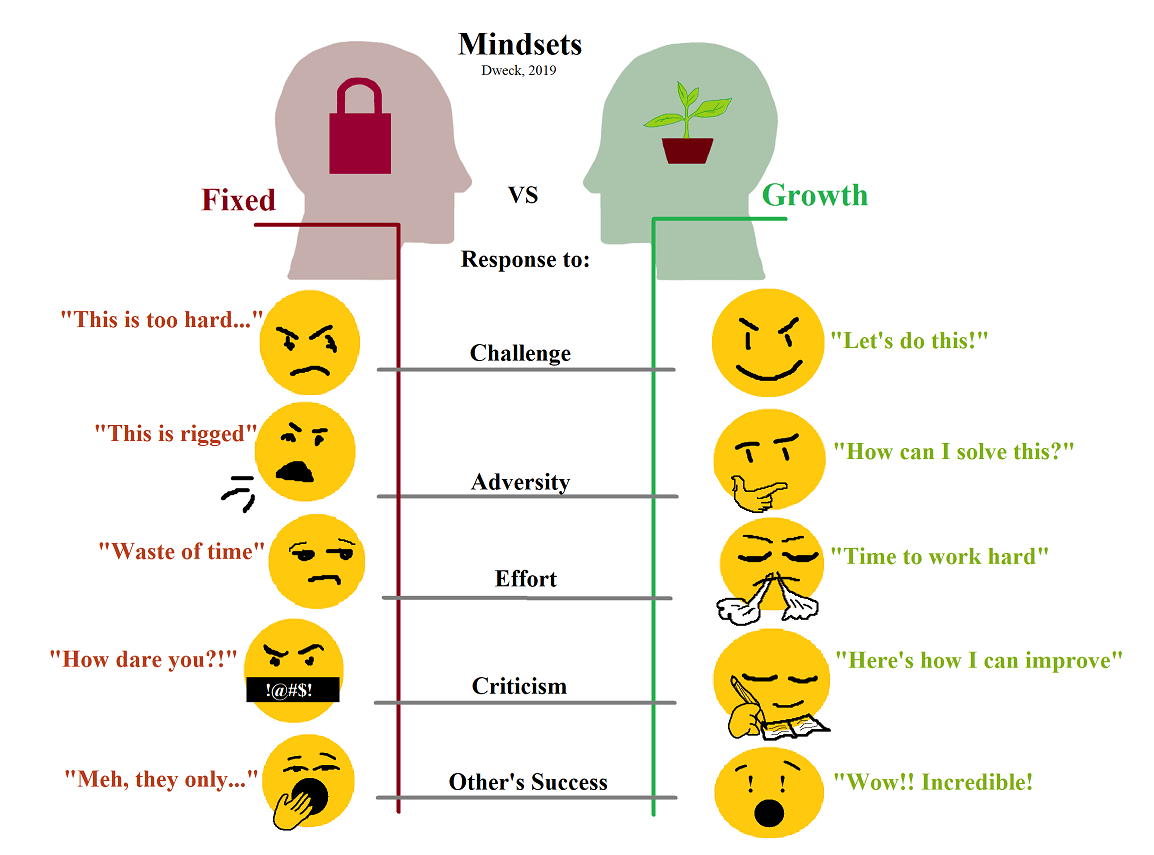 Mindsets
Dweck, 2019
Fixed
VS
Growth
Response to:
"This is too hard..."
Challenge
"Let's do this!"
"This is rigged"
Adversity
"How can I solve this?"
"Waste of time"
Effort
"Time to work hard"
"How dare you?!"
!@#$!
Criticism
"Here's how I can improve"
"Meh, they only..."
Other's Success
"Wow!! Incredible!